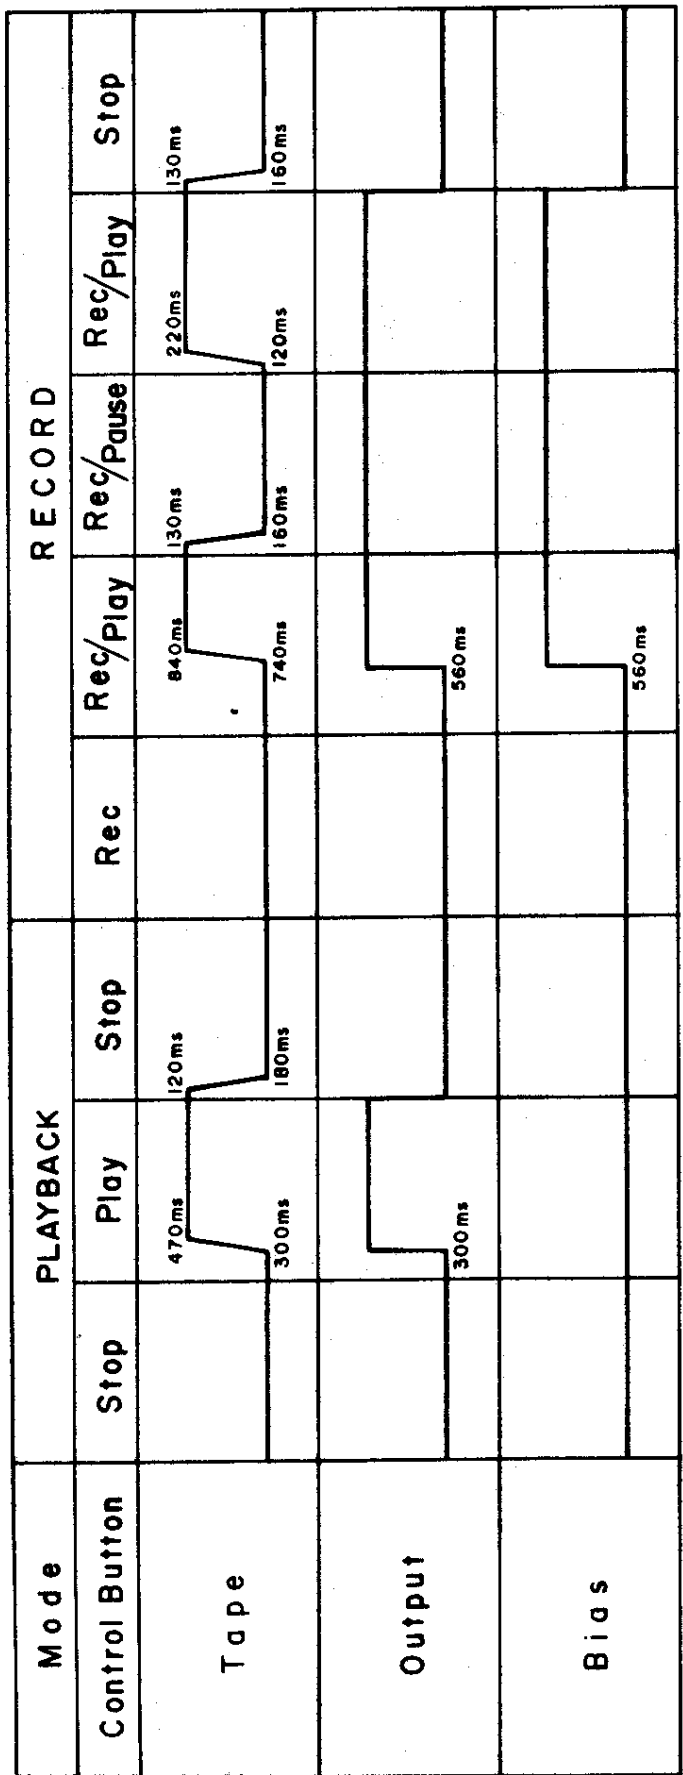 Mode PLAYBACK RECORD
Control Button Stop Play Stop Rec Rec/Play Rec/Pause Rec/Play Stop
Tape
470ms 120ms 840ms 130ms 220ms 130ms
300ms 180ms 740ms 160ms 120ms 160ms
Output
300ms 560ms
Bias
560ms